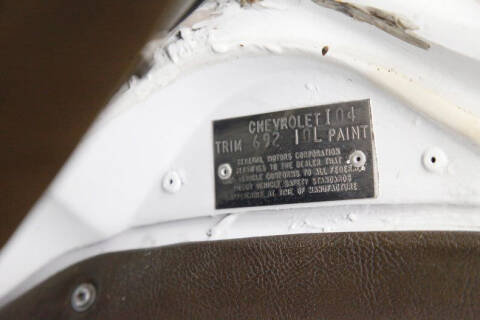 CHEVROLET I04
TRIM 692 10L PAINT
GENERAL MOTORS CORPORATION
CERTIFIES TO THE DEALER THAT THIS
VEHICLE CONFORMS TO ALL FEDERAL
MOTOR VEHICLE SAFETY STANDARDS
APPLICABLE AT TIME OF MANUFACTURE